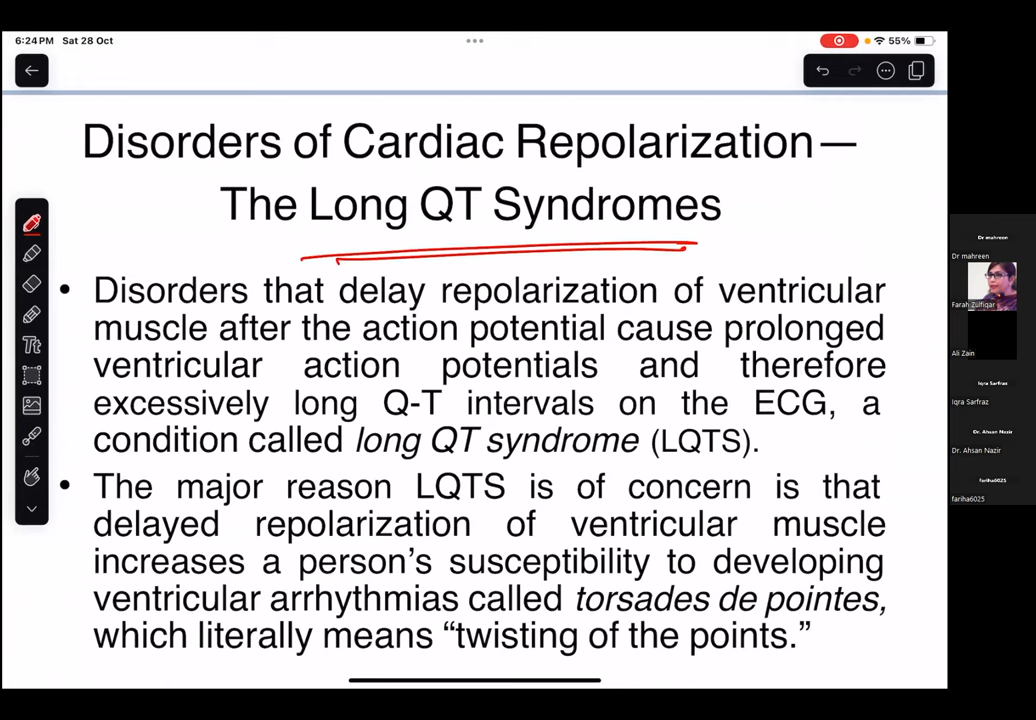 6:24 PM Sat 28 Oct
55%
Disorders of Cardiac Repolarization—
The Long QT Syndromes
• Disorders that delay repolarization of ventricular
muscle after the action potential cause prolonged
ventricular action potentials and therefore
excessively long Q-T intervals on the ECG, a
condition called long QT syndrome (LQTS).
• The major reason LQTS is of concern is that
delayed repolarization of ventricular muscle
increases a person’s susceptibility to developing
ventricular arrhythmias called torsades de pointes,
which literally means “twisting of the points.”
Tt
Dr mahreen
Dr mahreen
Farah Zulfiqar
Ali Zain
Iqra Sarfraz
Iqra Sarfraz
Dr. Ahsan Nazir
Dr. Ahsan Nazir
fariha6025
fariha6025